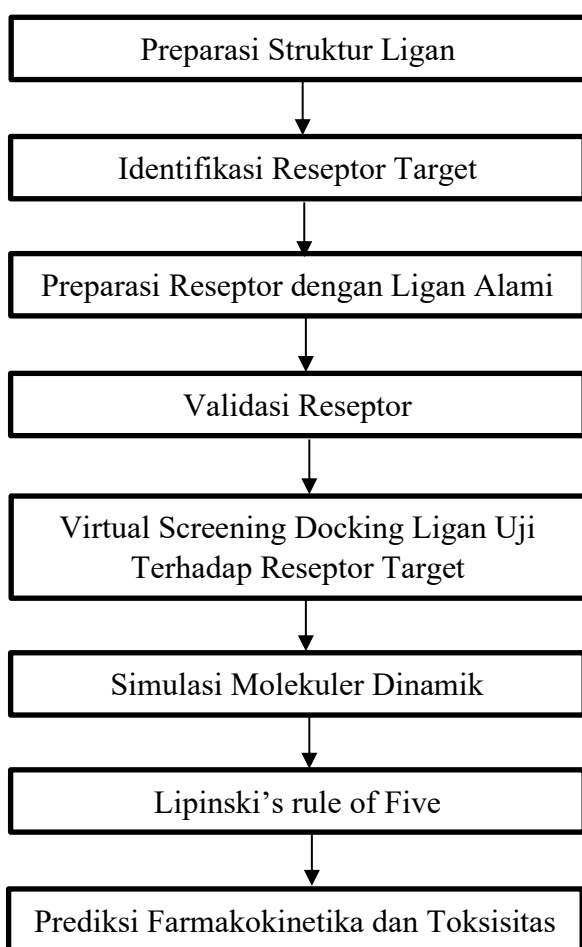 Preparasi Struktur Ligan
Identifikasi Reseptor Target
Preparasi Reseptor dengan Ligan Alami
Validasi Reseptor
Virtual Screening Docking Ligan Uji
Terhadap Reseptor Target
Simulasi Molekuler Dinamik
Lipinski’s rule of Five
Prediksi Farmakokinetika dan Toksisitas